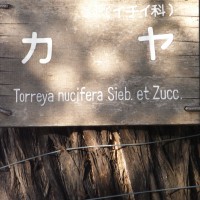 (イチイ科)
カヤ
Torreya nucifera Sieb. et Zucc.